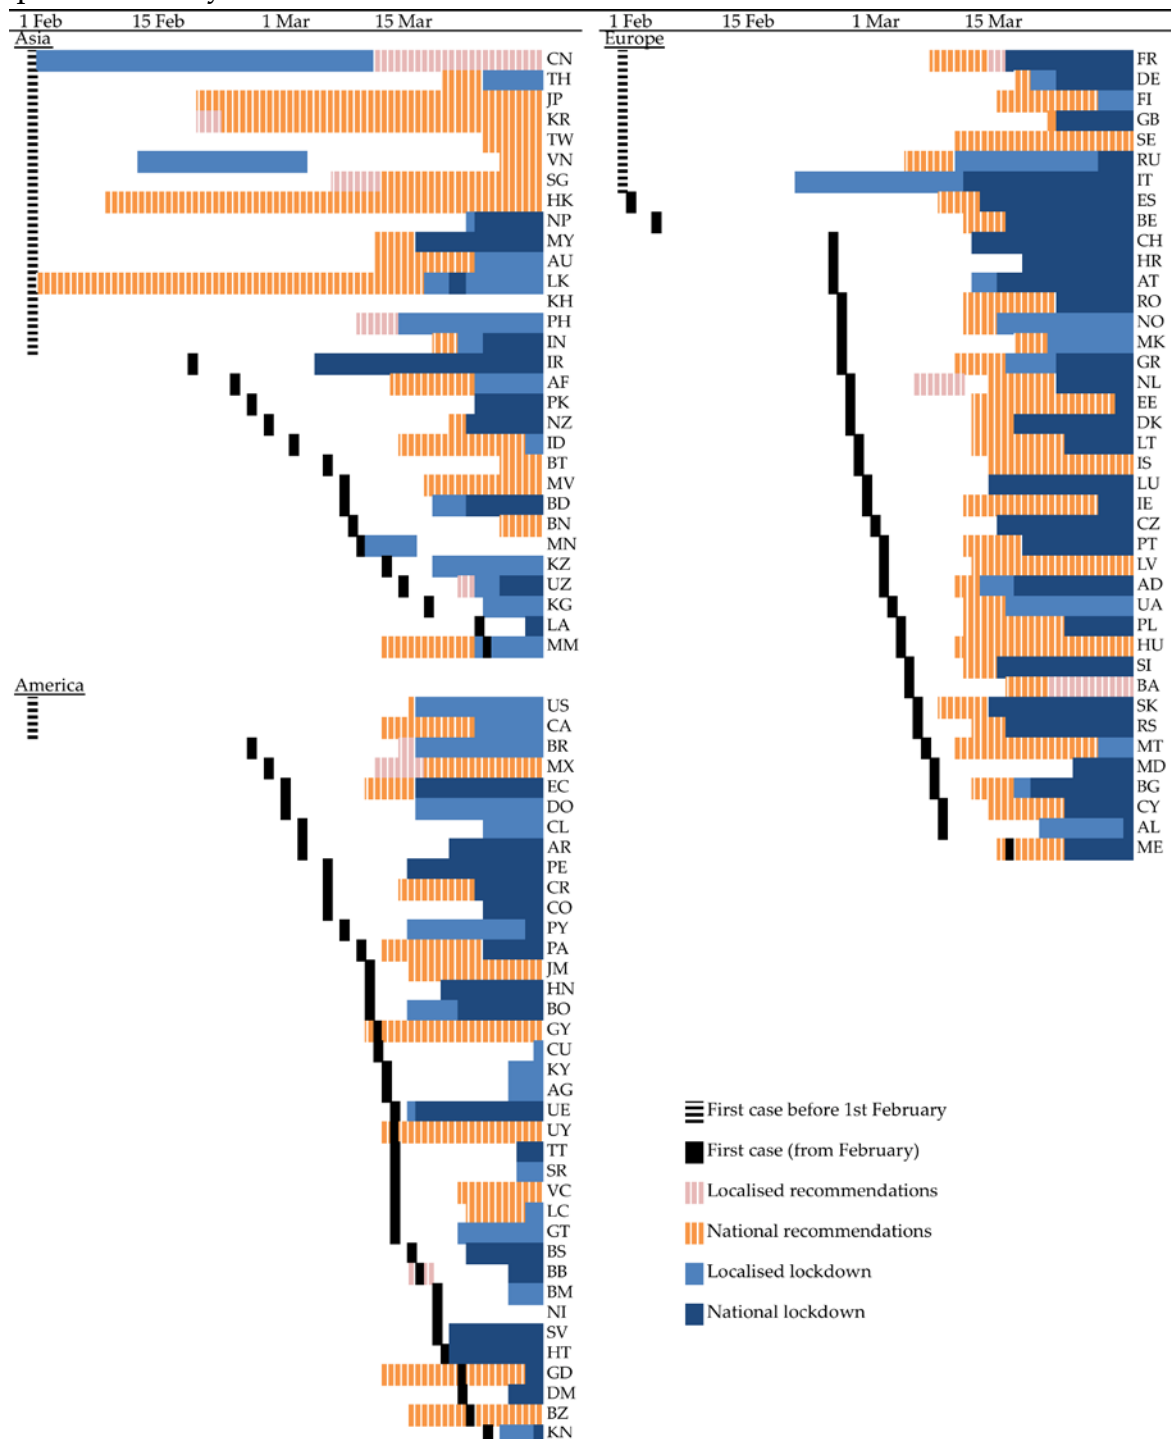 1 Feb 15 Feb 1 Mar 15 Mar
Asia
CN
TH
JP
KR
TW
VN
SG
HK
NP
MY
AU
LK
KH
PH
IN
IR
AF
PK
NZ
ID
BT
MV
BD
BN
MN
KZ
UZ
KG
LA
MM
America
US
CA
BR
MX
EC
DO
CL
AR
PE
CR
CO
PY
PA
JM
HN
BO
GY
CU
KY
AG
UE
UY
TT
SR
VC
LC
GT
BS
BB
BM
NI
SV
HT
GD
DM
BZ
KN
1 Feb 15 Feb 1 Mar 15 Mar
Europe
FR
DE
FI
GB
SE
RU
IT
ES
BE
CH
HR
AT
RO
NO
MK
GR
NL
EE
DK
LT
IS
LU
IE
CZ
PT
LV
AD
UA
PL
HU
SI
BA
SK
RS
MT
MD
BG
CY
AL
ME
First case before 1st February
First case (from February)
Localised recommendations
National recommendations
Localised lockdown
National lockdown